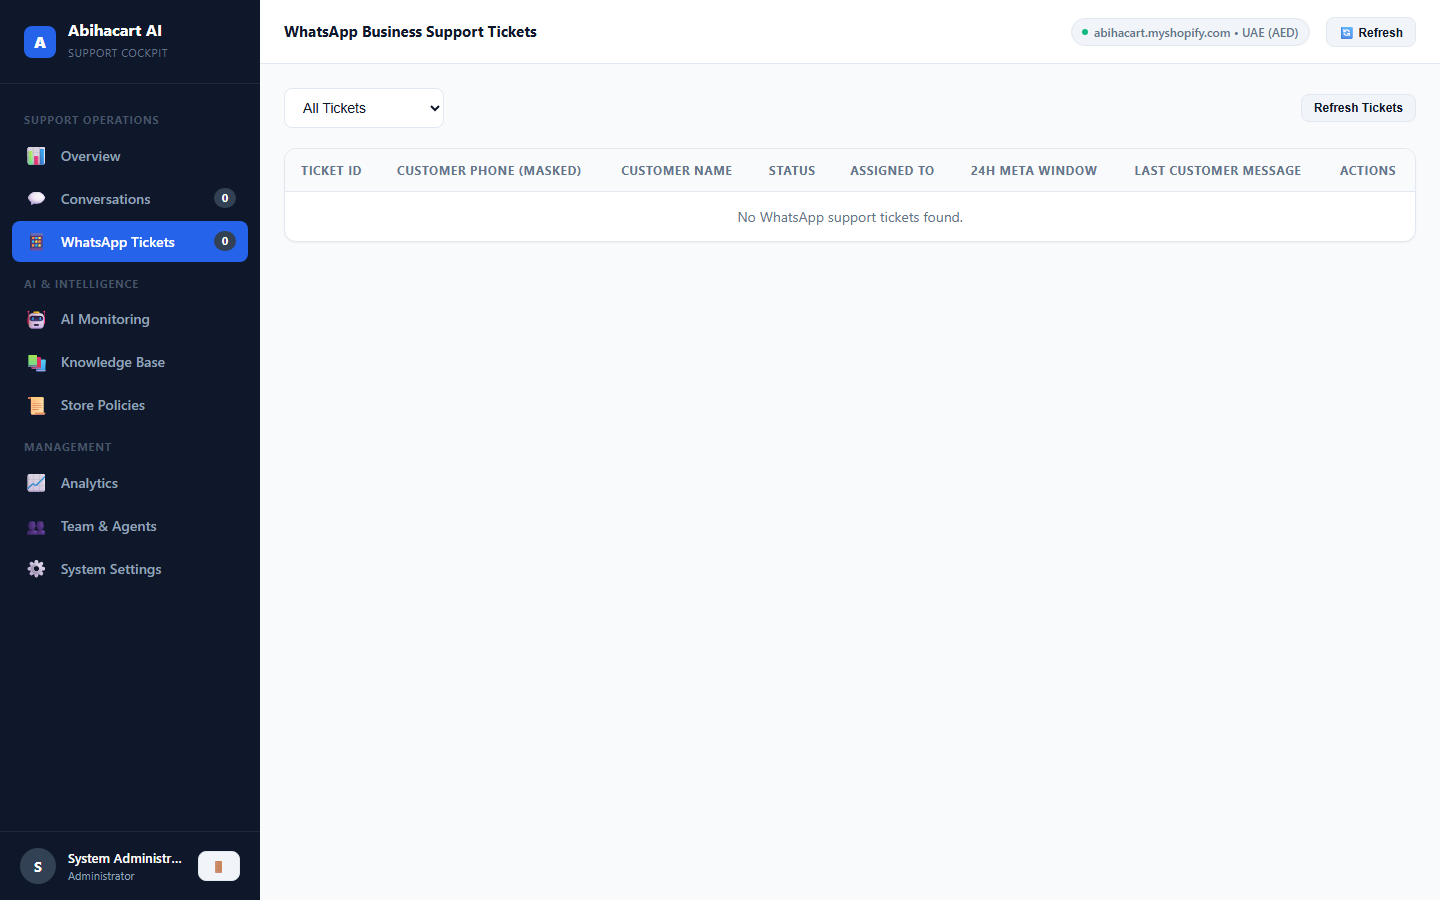 A
Abihacart AI
SUPPORT COCKPIT
SUPPORT OPERATIONS
Overview
Conversations 0
WhatsApp Tickets 0
AI & INTELLIGENCE
AI Monitoring
Knowledge Base
Store Policies
MANAGEMENT
Analytics
Team & Agents
System Settings
S
System Administr...
Administrator
WhatsApp Business Support Tickets
abihacart.myshopify.com • UAE (AED)
Refresh
All Tickets
Refresh Tickets
TICKET ID CUSTOMER PHONE (MASKED) CUSTOMER NAME STATUS ASSIGNED TO 24H META WINDOW LAST CUSTOMER MESSAGE ACTIONS
No WhatsApp support tickets found.